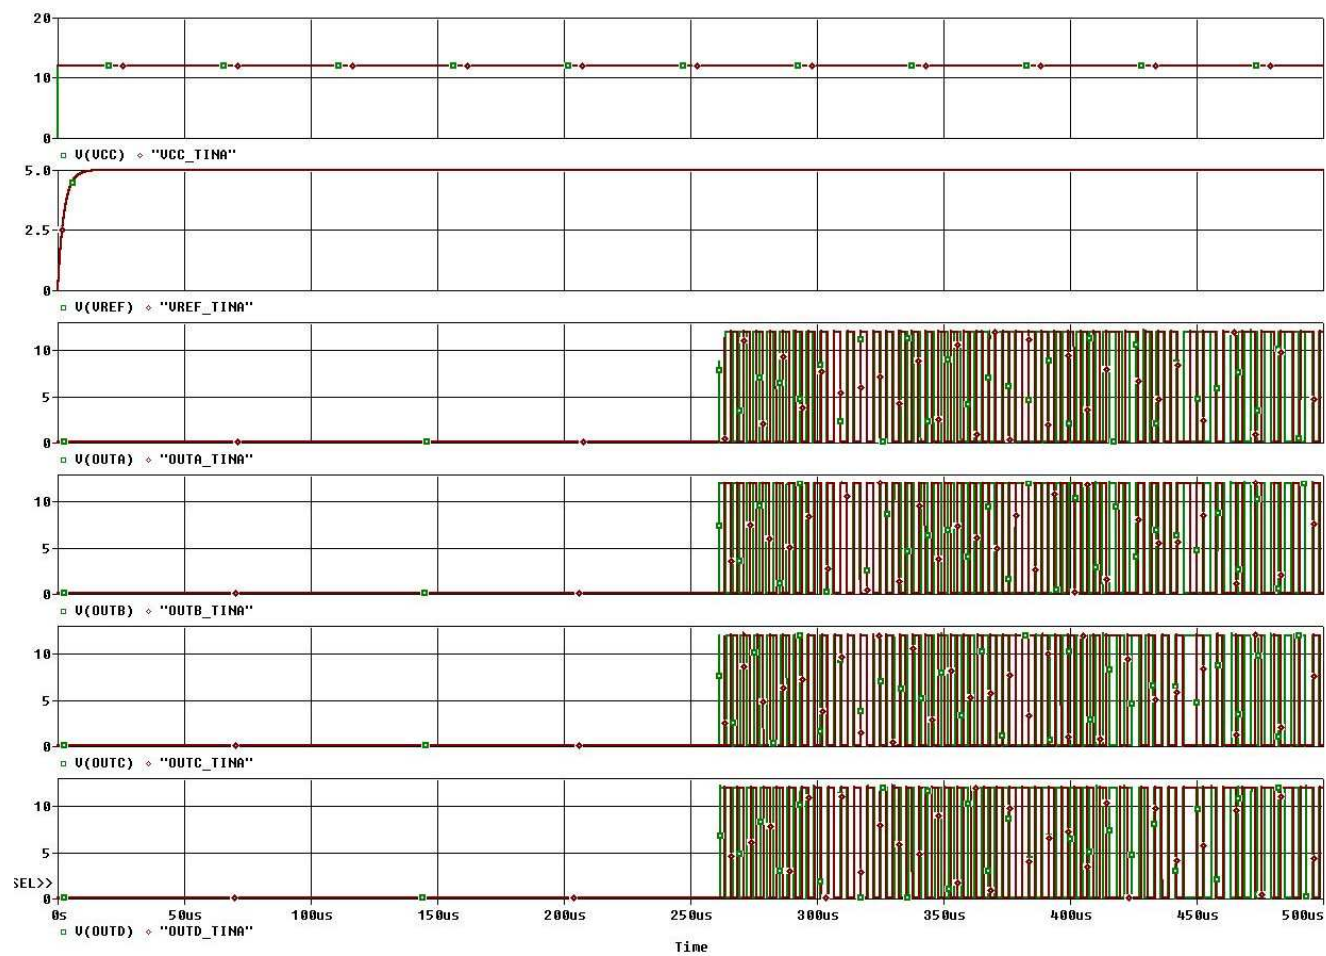 20
10
0
V(VCC) "VCC_TINA"
5.0
2.5
0
V(VREF) "VREF_TINA"
10
5
0
V(OUTA) "OUTA_TINA"
10
5
0
V(OUTB) "OUTB_TINA"
10
5
0
V(OUTC) "OUTC_TINA"
10
5
SEL>>
0
0s 50us 100us 150us 200us 250us 300us 350us 400us 450us 500us
V(OUTD) "OUTD_TINA"
Time